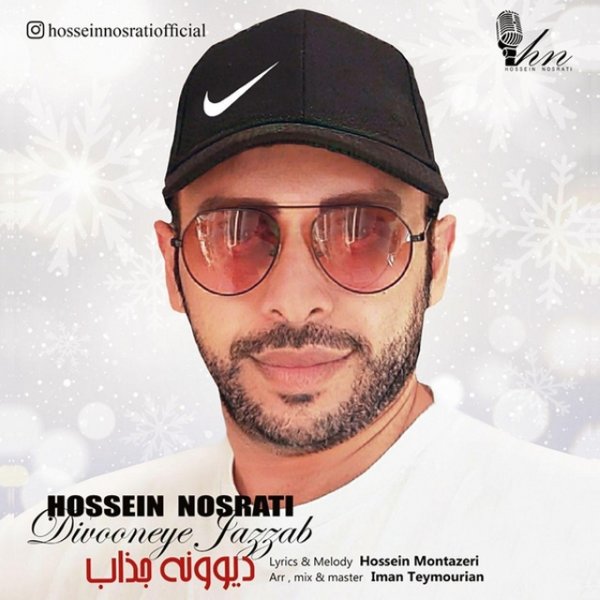 hosseinnosratiofficial
hn
HOSSEIN NOSRATI
HOSSEIN NOSRATI
Divooneye Jazzab
دیوونه جذاب
Lyrics & Melody Hossein Montazeri
Arr , mix & master Iman Teymourian